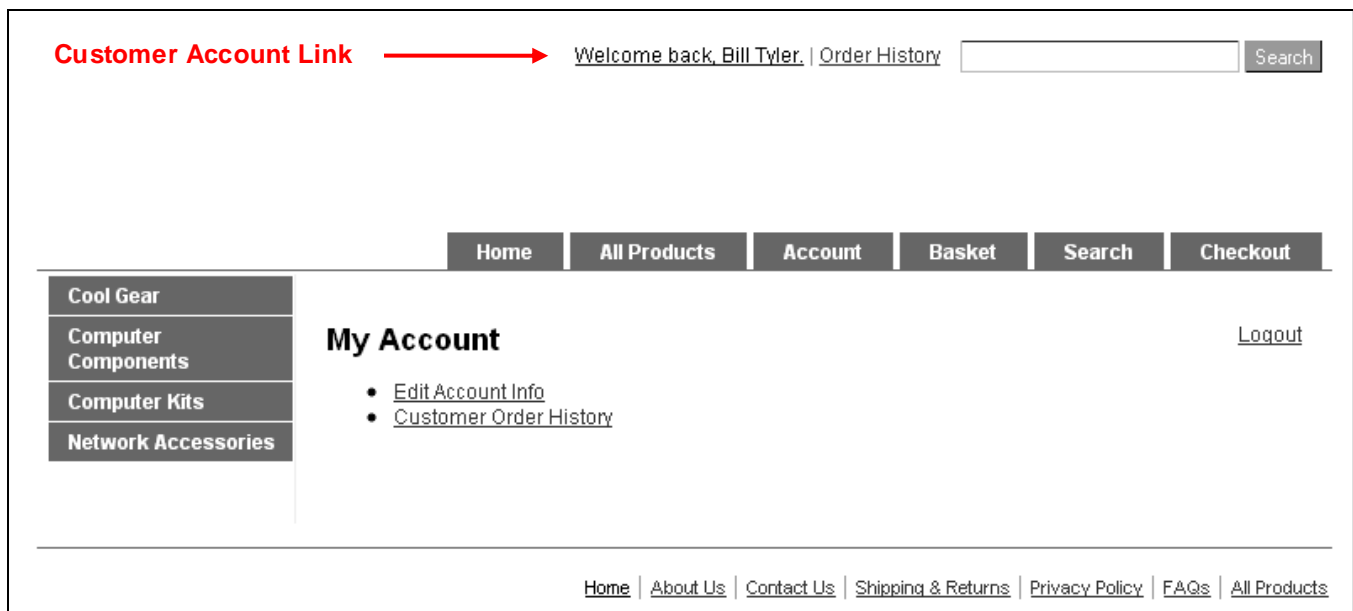 Customer Account Link
Welcome back, Bill Tyler. | Order History
Search
Home All Products Account Basket Search Checkout
Cool Gear
Computer
Components
Computer Kits
Network Accessories
My Account
Logout
Edit Account Info
Customer Order History
Home | About Us | Contact Us | Shipping & Returns | Privacy Policy | FAQs | All Products